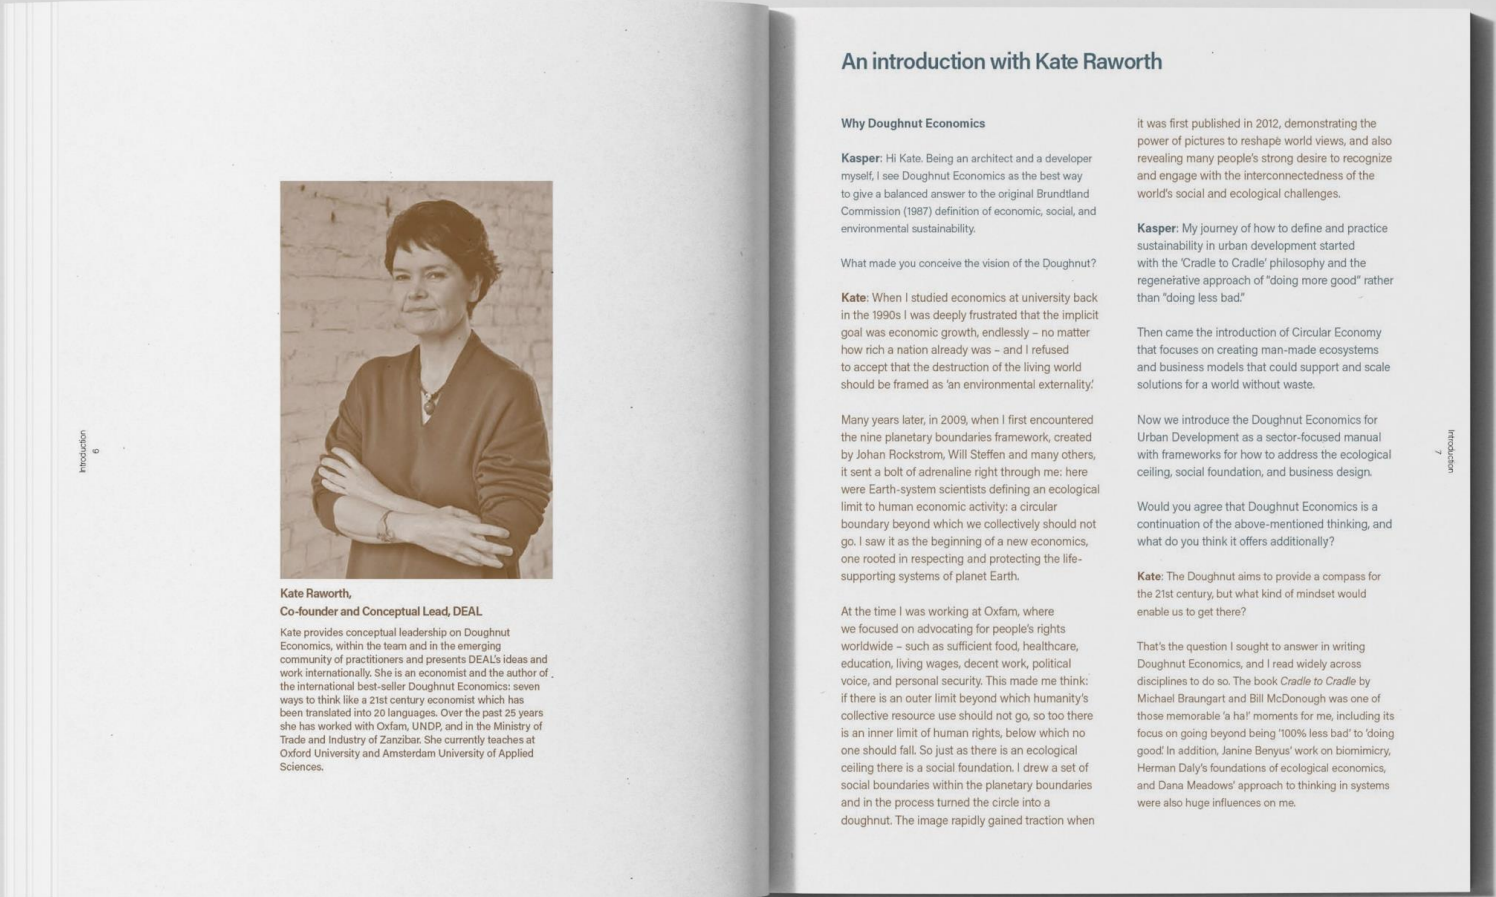 Introduction
6
Kate Raworth,
Co-founder and Conceptual Lead, DEAL
Kate provides conceptual leadership on Doughnut
Economics, within the team and in the emerging
community of practitioners and presents DEAL's ideas and
work internationally. She is an economist and the author of
the international best-seller Doughnut Economics: seven
ways to think like a 21st century economist which has
been translated into 20 languages. Over the past 25 years
she has worked with Oxfam, UNDP, and in the Ministry of
Trade and Industry of Zanzibar. She currently teaches at
Oxford University and Amsterdam University of Applied
Sciences.
An introduction with Kate Raworth
Why Doughnut Economics
Kasper: Hi Kate. Being an architect and a developer
myself, I see Doughnut Economics as the best way
to give a balanced answer to the original Brundtland
Commission (1987) definition of economic, social, and
environmental sustainability.
What made you conceive the vision of the Doughnut?
Kate: When I studied economics at university back
in the 1990s I was deeply frustrated that the implicit
goal was economic growth, endlessly – no matter
how rich a nation already was – and I refused
to accept that the destruction of the living world
should be framed as 'an environmental externality.'
Many years later, in 2009, when I first encountered
the nine planetary boundaries framework, created
by Johan Rockstrom, Will Steffen and many others,
it sent a bolt of adrenaline right through me: here
were Earth-system scientists defining an ecological
limit to human economic activity: a circular
boundary beyond which we collectively should not
go. I saw it as the beginning of a new economics,
one rooted in respecting and protecting the life-
supporting systems of planet Earth.
At the time I was working at Oxfam, where
we focused on advocating for people's rights
worldwide – such as sufficient food, healthcare,
education, living wages, decent work, political
voice, and personal security. This made me think:
if there is an outer limit beyond which humanity's
collective resource use should not go, so too there
is an inner limit of human rights, below which no
one should fall. So just as there is an ecological
ceiling there is a social foundation. I drew a set of
social boundaries within the planetary boundaries
and in the process turned the circle into a
doughnut. The image rapidly gained traction when
it was first published in 2012, demonstrating the
power of pictures to reshape world views, and also
revealing many people's strong desire to recognize
and engage with the interconnectedness of the
world's social and ecological challenges.
Kasper: My journey of how to define and practice
sustainability in urban development started
with the 'Cradle to Cradle' philosophy and the
regenerative approach of "doing more good" rather
than "doing less bad."
Then came the introduction of Circular Economy
that focuses on creating man-made ecosystems
and business models that could support and scale
solutions for a world without waste.
Now we introduce the Doughnut Economics for
Urban Development as a sector-focused manual
with frameworks for how to address the ecological
ceiling, social foundation, and business design.
Would you agree that Doughnut Economics is a
continuation of the above-mentioned thinking, and
what do you think it offers additionally?
Kate: The Doughnut aims to provide a compass for
the 21st century, but what kind of mindset would
enable us to get there?
That's the question I sought to answer in writing
Doughnut Economics, and I read widely across
disciplines to do so. The book Cradle to Cradle by
Michael Braungart and Bill McDonough was one of
those memorable 'a ha!' moments for me, including its
focus on going beyond being '100% less bad' to 'doing
good.' In addition, Janine Benyus' work on biomimicry,
Herman Daly's foundations of ecological economics,
and Dana Meadows' approach to thinking in systems
were also huge influences on me.
Introduction
7